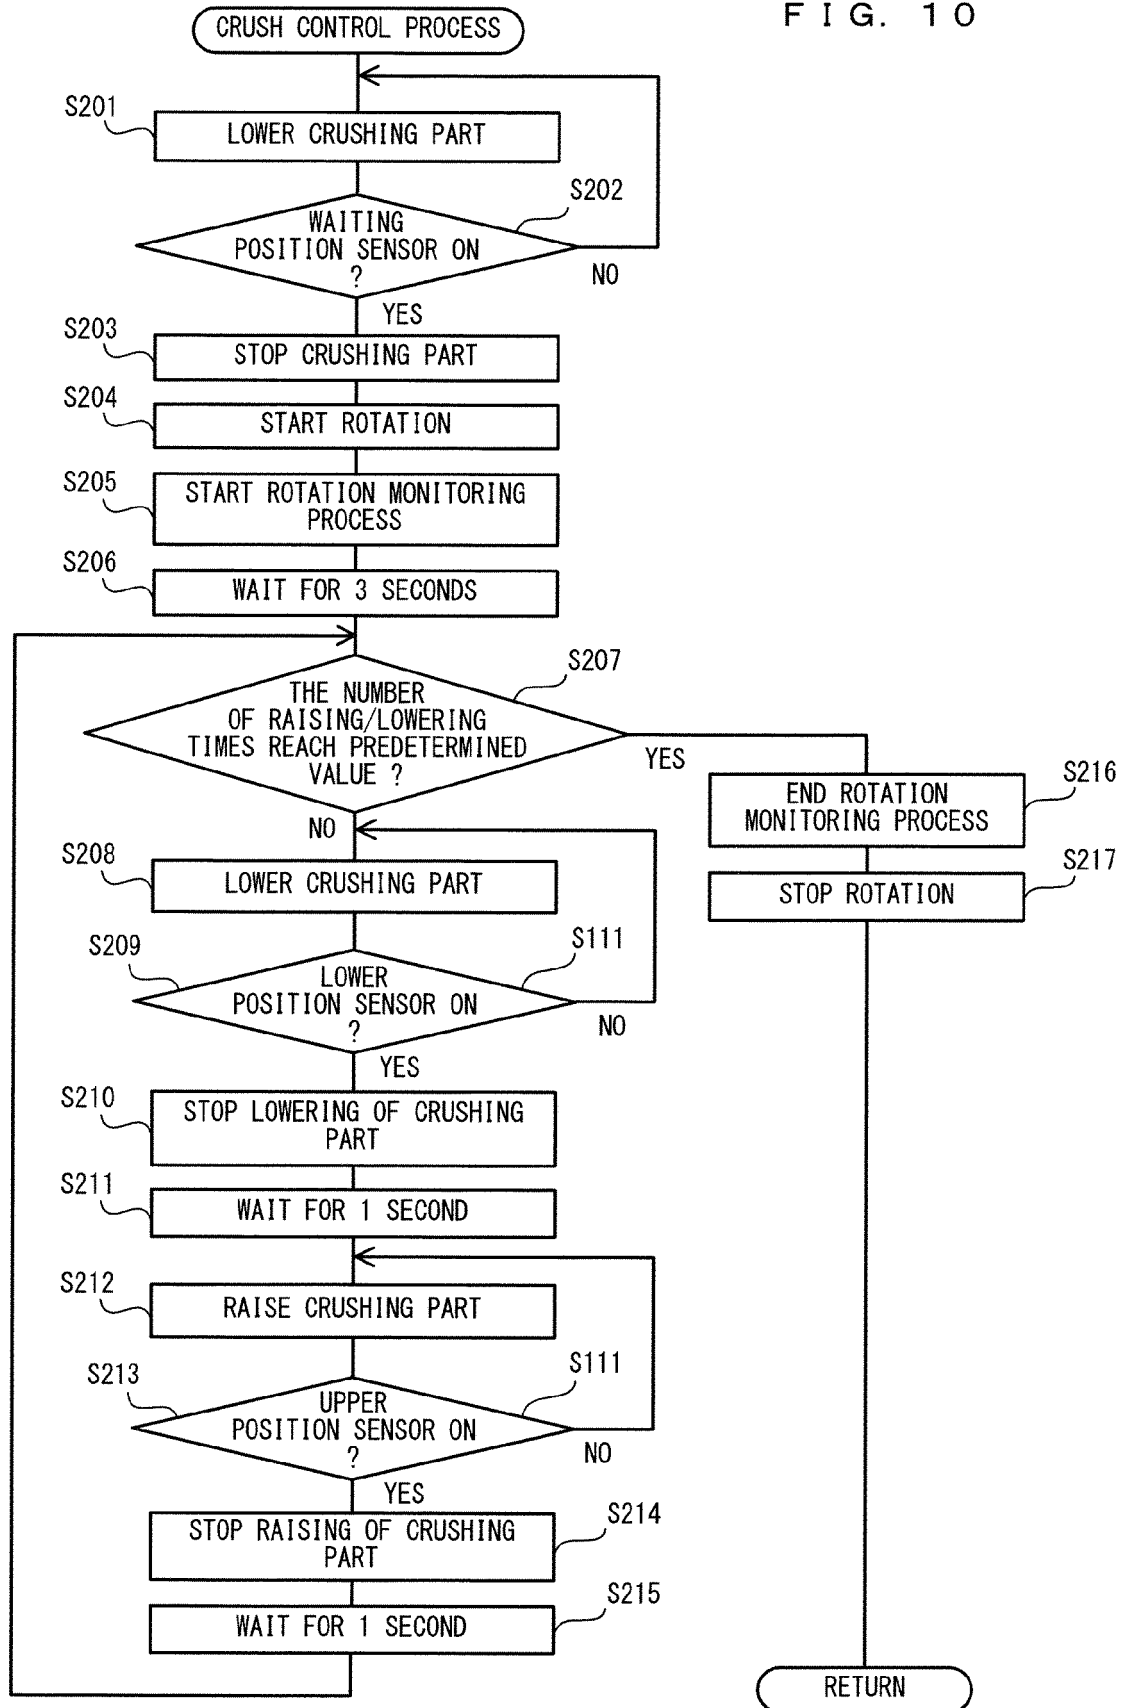 FIG. 10
CRUSH CONTROL PROCESS
S201
LOWER CRUSHING PART
S202
WAITING
POSITION SENSOR ON
?
NO
YES
S203
STOP CRUSHING PART
S204
START ROTATION
S205
START ROTATION MONITORING
PROCESS
S206
WAIT FOR 3 SECONDS
S207
THE NUMBER
OF RAISING/LOWERING
TIMES REACH PREDETERMINED
VALUE ?
YES
S216
END ROTATION
MONITORING PROCESS
S217
STOP ROTATION
NO
S208
LOWER CRUSHING PART
S209
S111
LOWER
POSITION SENSOR ON
?
NO
YES
S210
STOP LOWERING OF CRUSHING
PART
S211
WAIT FOR 1 SECOND
S212
RAISE CRUSHING PART
S213
S111
UPPER
POSITION SENSOR ON
?
NO
YES
S214
STOP RAISING OF CRUSHING
PART
S215
WAIT FOR 1 SECOND
RETURN